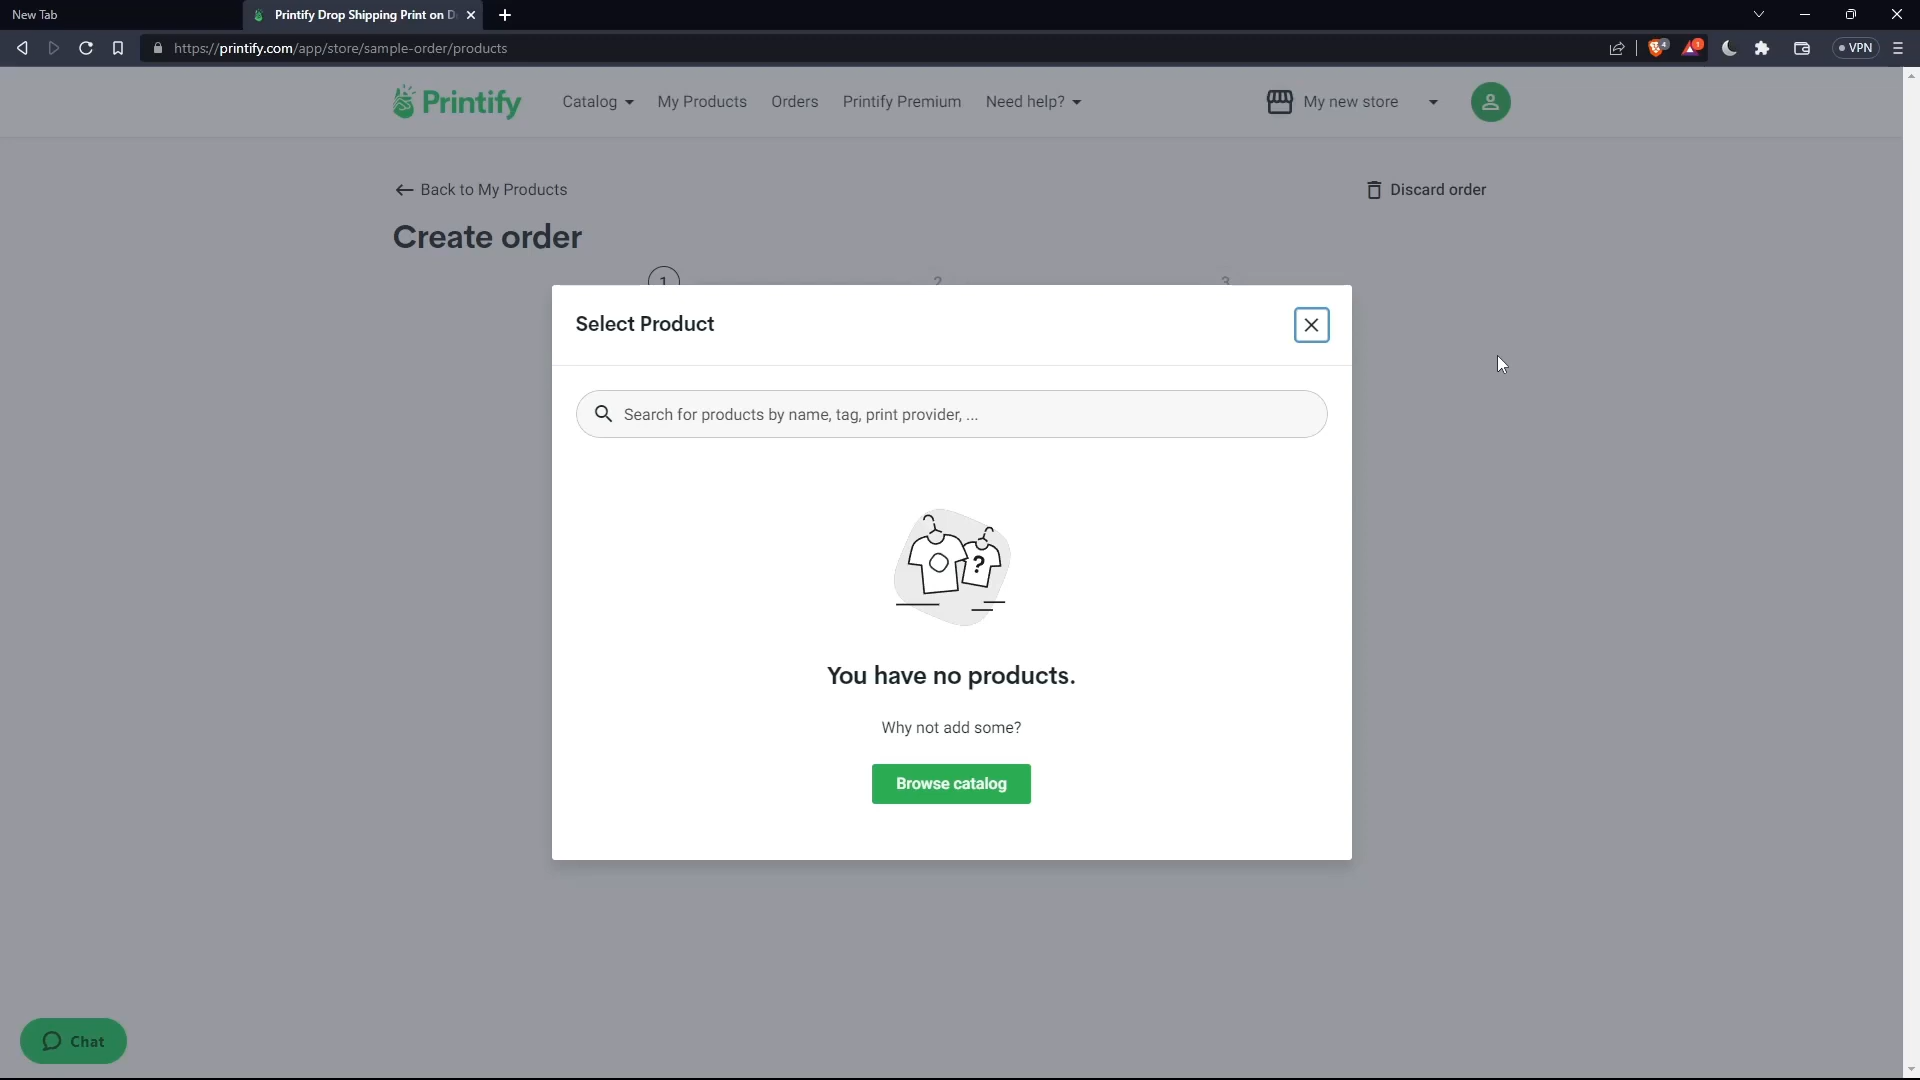 New Tab
Printify Drop Shipping Print on D
https://printify.com/app/store/sample-order/products
4
1
VPN
Printify
Catalog
My Products
Orders
Printify Premium
Need help?
My new store
Back to My Products
Discard order
Create order
1
2
3
Select Product
Search for products by name, tag, print provider, ...
?
You have no products.
Why not add some?
Browse catalog
Chat